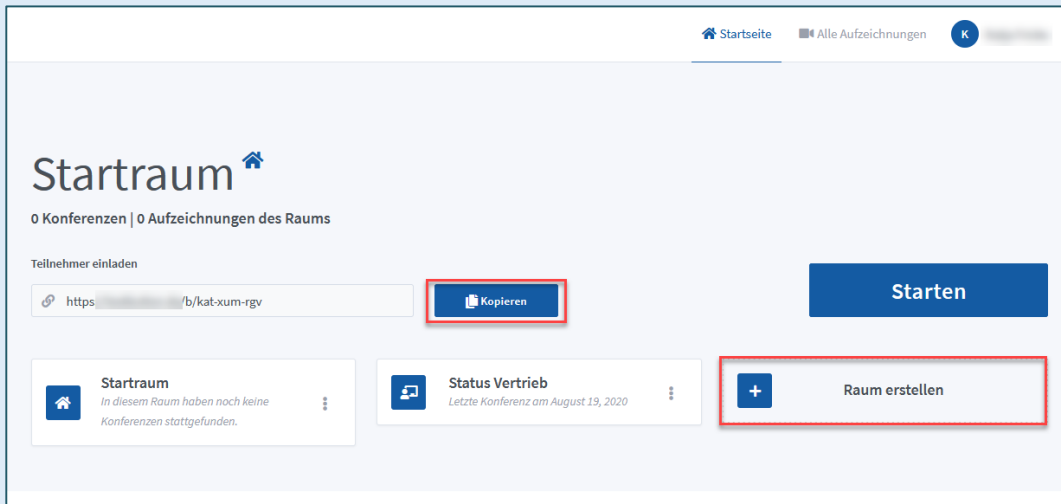 Startseite
Alle Aufzeichnungen
K
Startraum
0 Konferenzen | 0 Aufzeichnungen des Raums
Teilnehmer einladen
https /b/kat-xum-rgv
Kopieren
Starten
Startraum
In diesem Raum haben noch keine
Konferenzen stattgefunden.
Status Vertrieb
Letzte Konferenz am August 19, 2020
Raum erstellen